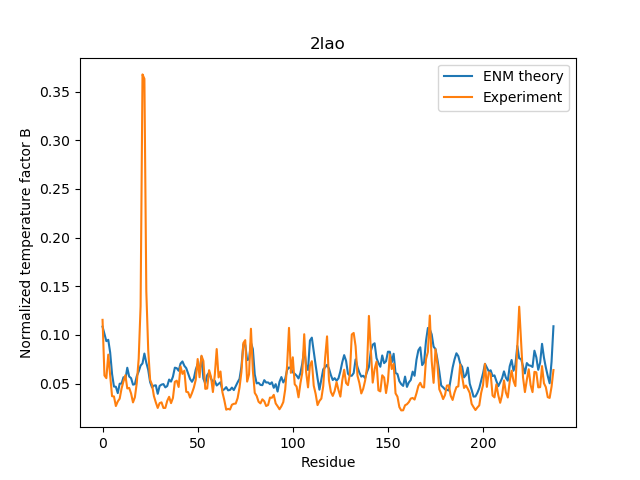 2lao
ENM theory
Experiment
Normalized temperature factor B
0.35
0.30
0.25
0.20
0.15
0.10
0.05
0
50
100
150
200
Residue